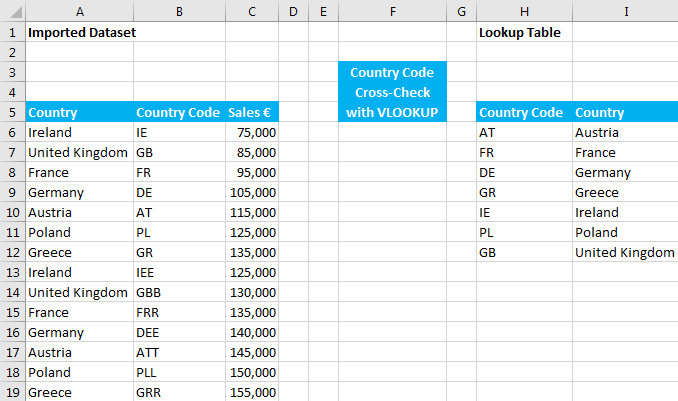 A B C D E F G H I
1 Imported Dataset Lookup Table
2
3 Country Code
4 Cross-Check
5 Country Country Code Sales € with VLOOKUP Country Code Country
6 Ireland IE 75,000 AT Austria
7 United Kingdom GB 85,000 FR France
8 France FR 95,000 DE Germany
9 Germany DE 105,000 GR Greece
10 Austria AT 115,000 IE Ireland
11 Poland PL 125,000 PL Poland
12 Greece GR 135,000 GB United Kingdom
13 Ireland IEE 125,000
14 United Kingdom GBB 130,000
15 France FRR 135,000
16 Germany DEE 140,000
17 Austria ATT 145,000
18 Poland PLL 150,000
19 Greece GRR 155,000